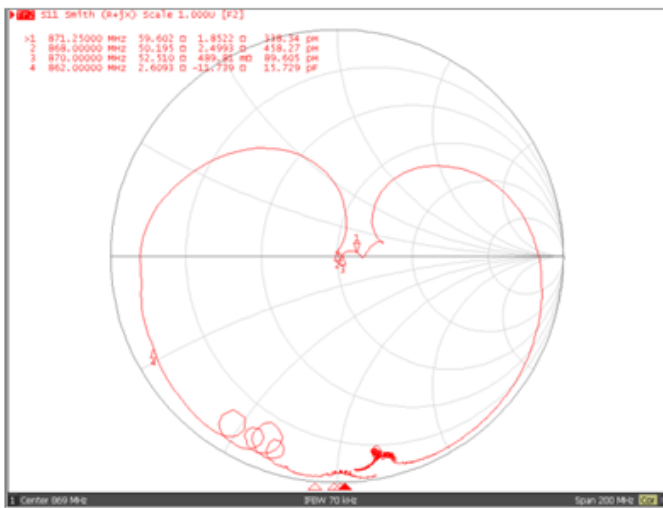 S11 Smith (R+jX) Scale 1.000U [F2]
>1 871.25000 MHz 59.602 Ω 1.8522 Ω 338.34 pH
2 868.00000 MHz 50.195 Ω 2.4993 Ω 458.27 pH
3 870.00000 MHz 52.510 Ω 489.81 mΩ 89.605 pH
4 862.00000 MHz 2.6093 Ω -11.739 Ω 15.729 pF
1 Center 869 MHz IFBW 70 kHz Span 200 MHz Cor